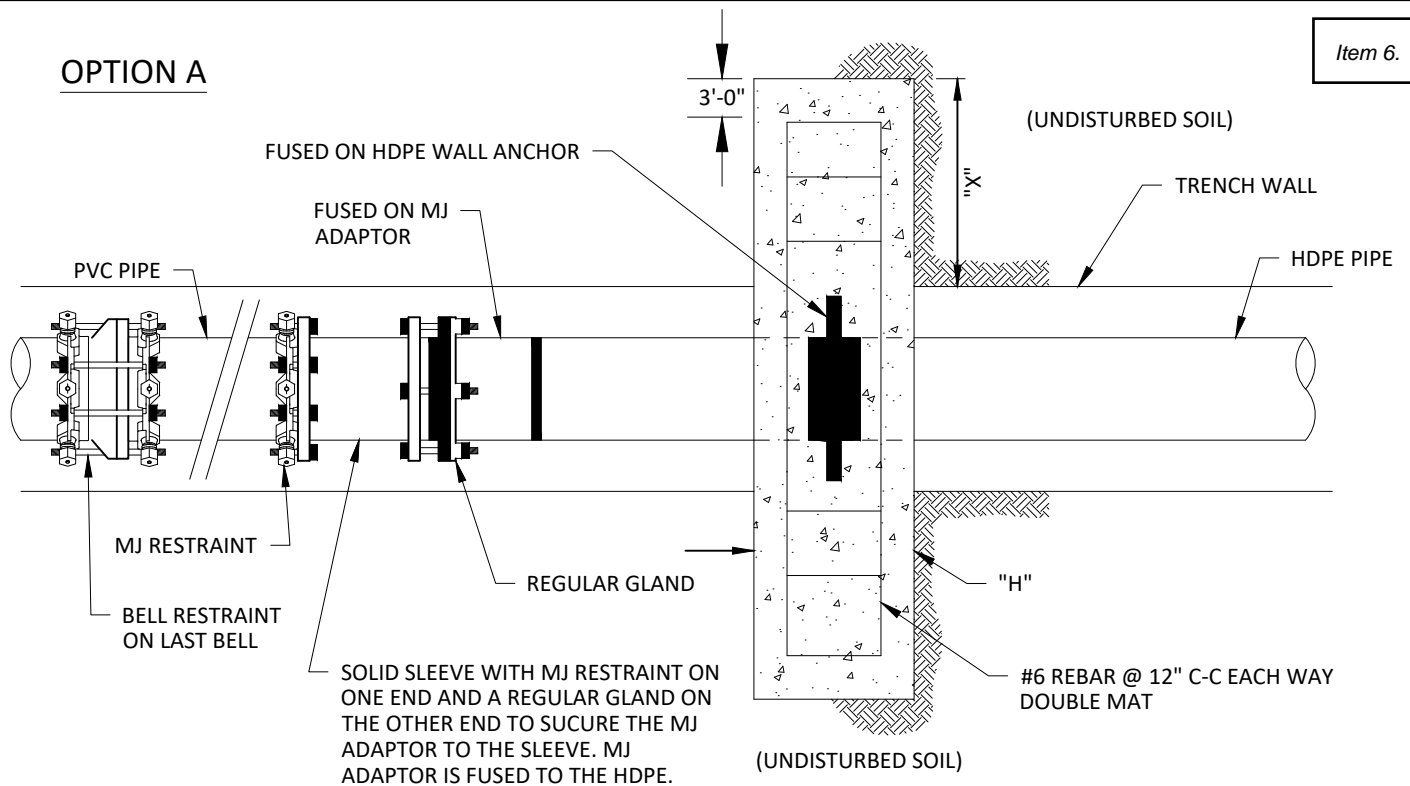 OPTION A
Item 6.
3'-0"
(UNDISTURBED SOIL)
FUSED ON HDPE WALL ANCHOR
"X"
TRENCH WALL
FUSED ON MJ
ADAPTOR
HDPE PIPE
PVC PIPE
MJ RESTRAINT
REGULAR GLAND
"H"
BELL RESTRAINT
ON LAST BELL
SOLID SLEEVE WITH MJ RESTRAINT ON
ONE END AND A REGULAR GLAND ON
THE OTHER END TO SUCURE THE MJ
ADAPTOR TO THE SLEEVE. MJ
ADAPTOR IS FUSED TO THE HDPE.
#6 REBAR @ 12" C-C EACH WAY
DOUBLE MAT
(UNDISTURBED SOIL)